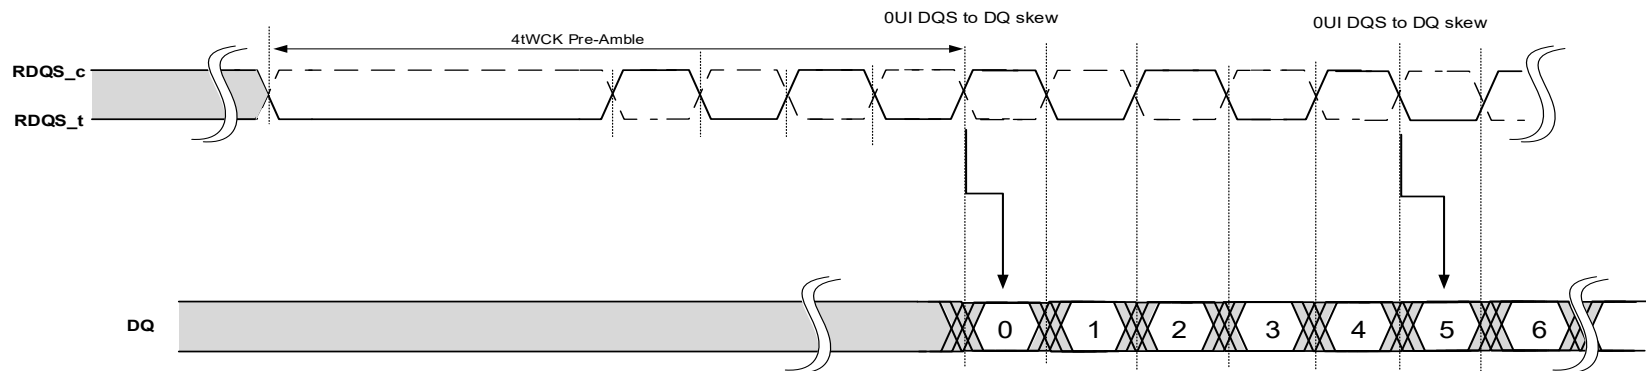 0UI DQS to DQ skew
0UI DQS to DQ skew
4tWCK Pre-Amble
RDQS_c
RDQS_t
DQ
0 1 2 3 4 5 6